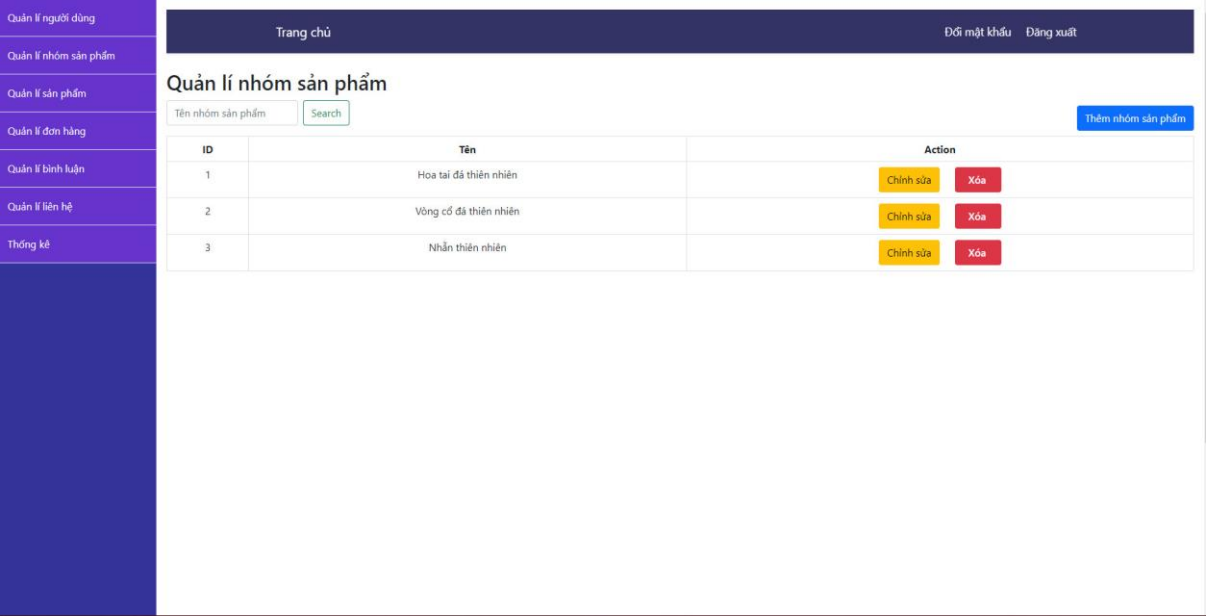 Quản lí người dùng
Quản lí nhóm sản phẩm
Quản lí sản phẩm
Quản lí đơn hàng
Quản lí bình luận
Quản lí liên hệ
Thống kê
Trang chủ Đổi mật khẩu Đăng xuất
Quản lí nhóm sản phẩm
Tên nhóm sản phẩm Search Thêm nhóm sản phẩm
ID Tên Action
1 Hoa tai đá thiên nhiên Chỉnh sửa Xóa
2 Vòng cổ đá thiên nhiên Chỉnh sửa Xóa
3 Nhẫn thiên nhiên Chỉnh sửa Xóa